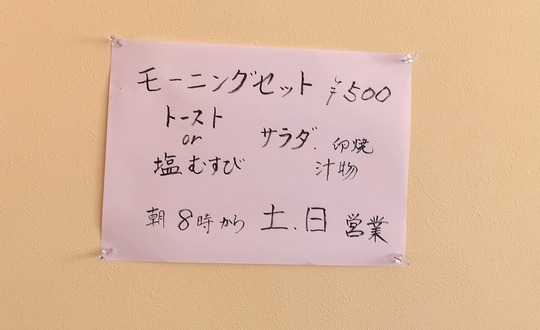 モーニングセット ¥500
トースト
or
塩むすび
サラダ、卵焼
汁物
朝8時から 土、日 営業